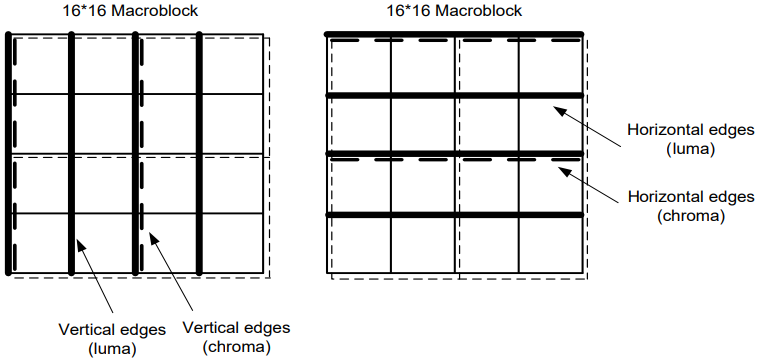 16*16 Macroblock
16*16 Macroblock
Horizontal edges
(luma)
Horizontal edges
(chroma)
Vertical edges
(luma)
Vertical edges
(chroma)